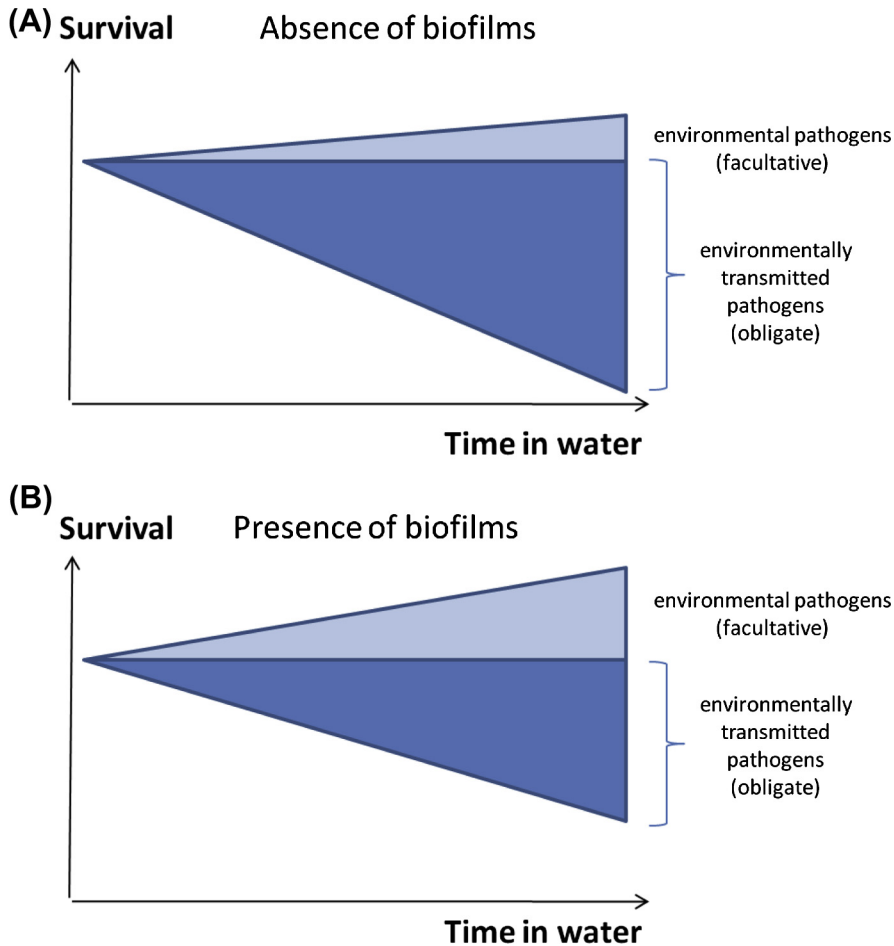 (A) Survival Absence of biofilms
environmental pathogens
(facultative)
environmentally
transmitted
pathogens
(obligate)
Time in water
(B)
Survival Presence of biofilms
environmental pathogens
(facultative)
environmentally
transmitted
pathogens
(obligate)
Time in water